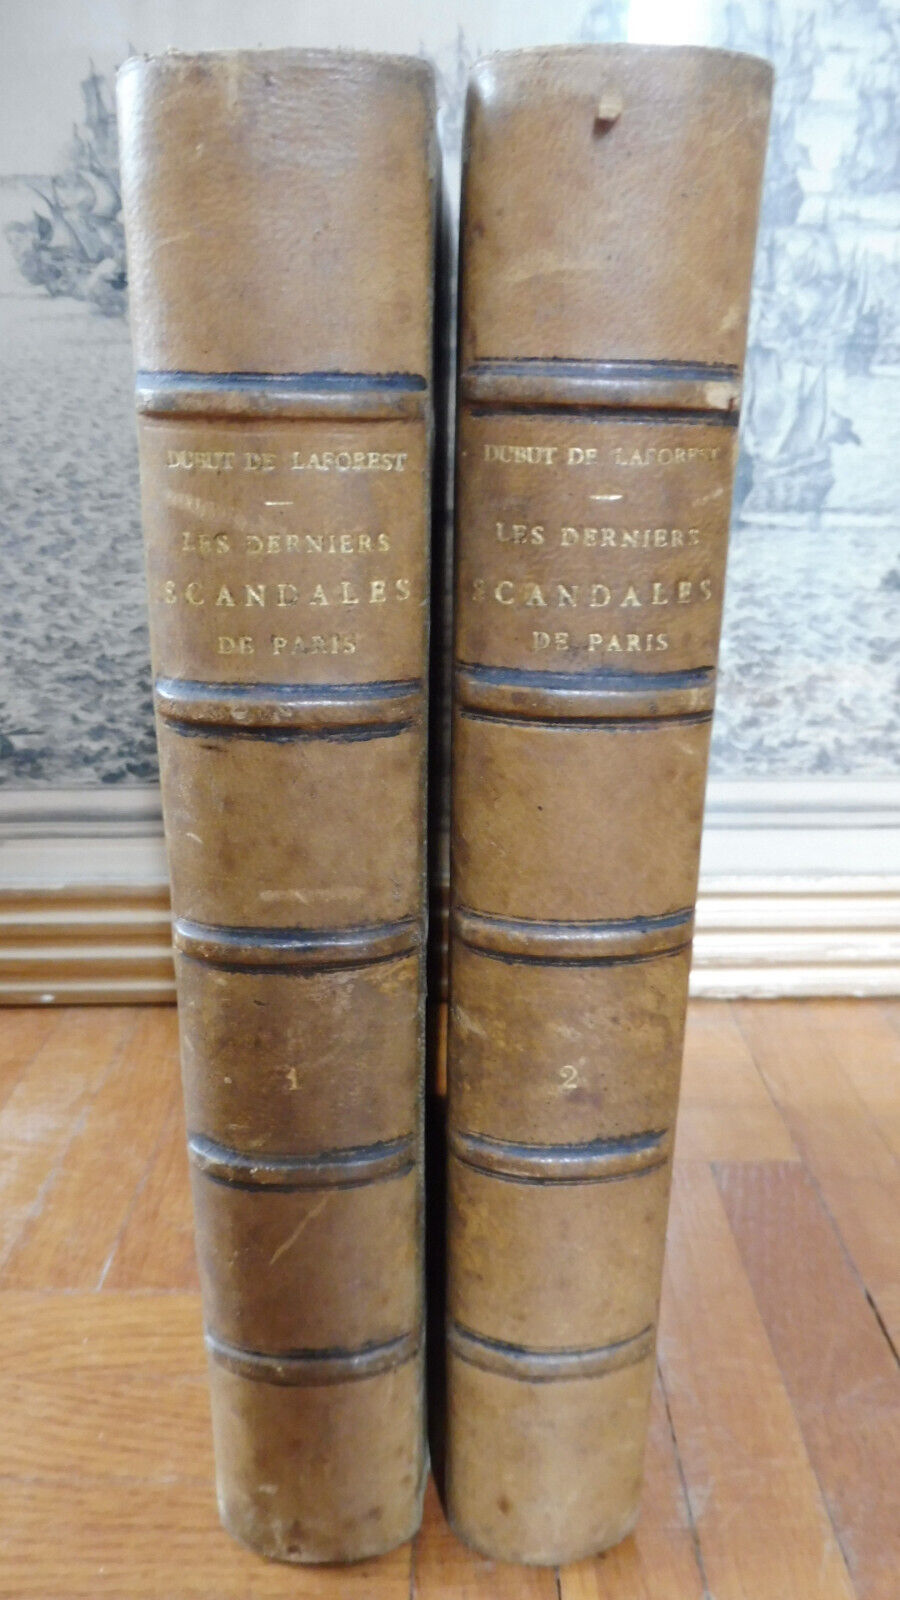 DUBUT DE LAFOREST
LES DERNIERS
SCANDALES
DE PARIS
1
DUBUT DE LAFOREST
LES DERNIERS
SCANDALES
DE PARIS
2